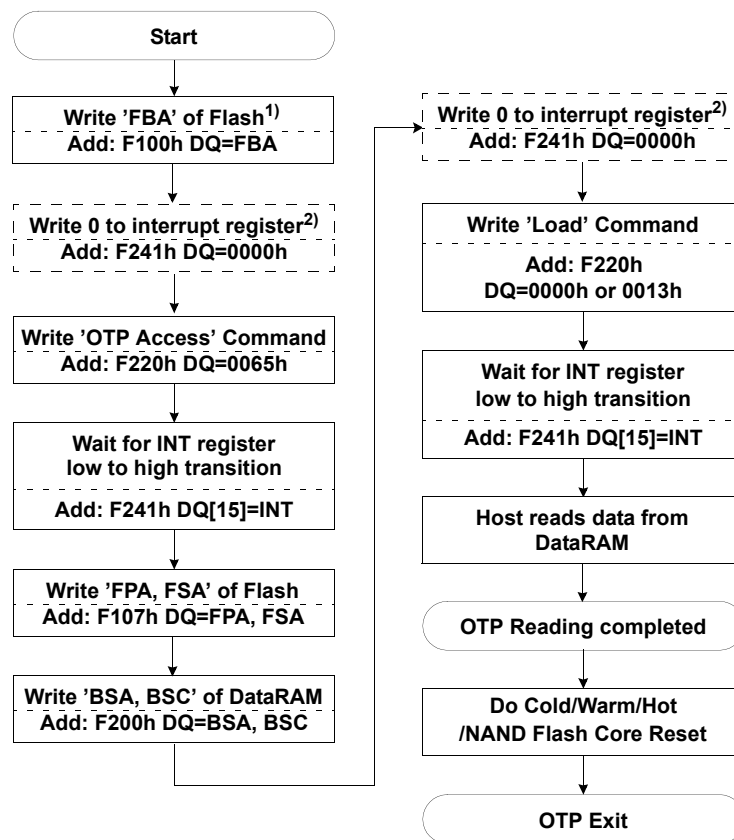 Start
Write ’FBA’ of Flash1)
Add: F100h DQ=FBA
Write 0 to interrupt register2)
Add: F241h DQ=0000h
Write ’OTP Access’ Command
Add: F220h DQ=0065h
Wait for INT register
low to high transition
Add: F241h DQ[15]=INT
Write ’FPA, FSA’ of Flash
Add: F107h DQ=FPA, FSA
Write ’BSA, BSC’ of DataRAM
Add: F200h DQ=BSA, BSC
Write 0 to interrupt register2)
Add: F241h DQ=0000h
Write ’Load’ Command
Add: F220h
DQ=0000h or 0013h
Wait for INT register
low to high transition
Add: F241h DQ[15]=INT
Host reads data from
DataRAM
OTP Reading completed
Do Cold/Warm/Hot
/NAND Flash Core Reset
OTP Exit